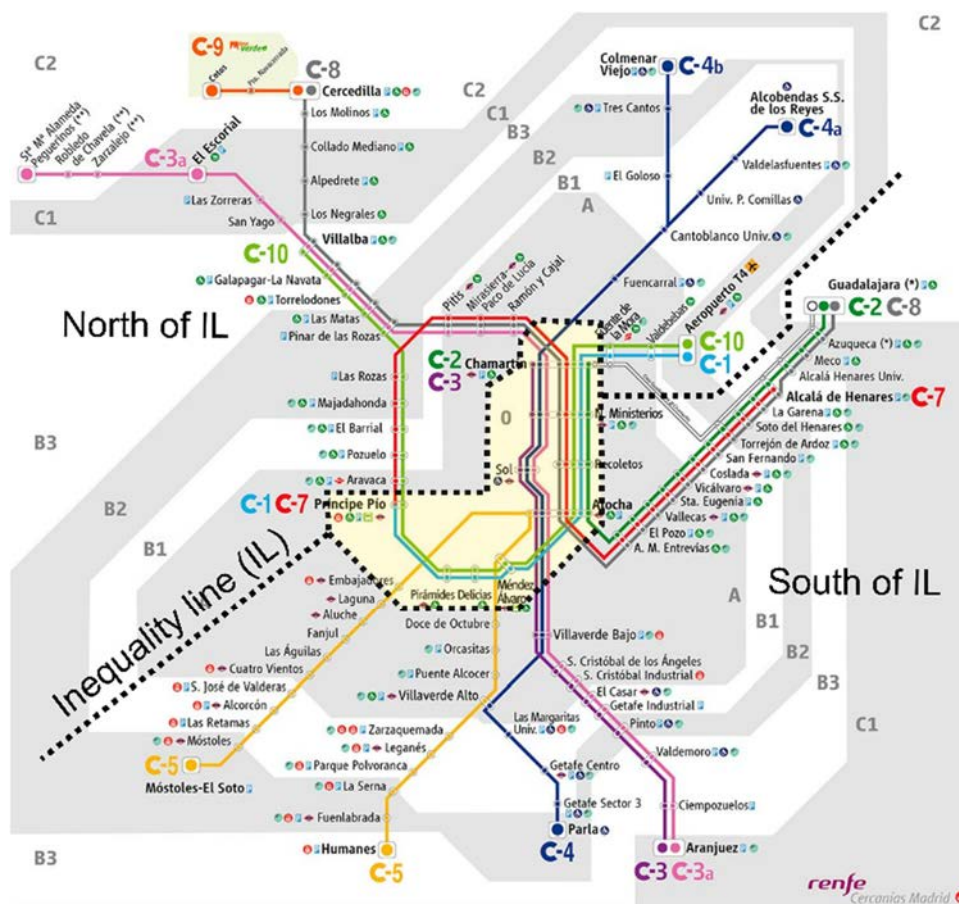 C2
C-9
verde
C-8
Cotos
Pto. Navacerrada
Cercedilla
Los Molinos
Collado Mediano
Alpedrete
Los Negrales
Villalba
C2
C1
B3
B2
B1
A
Colmenar
Viejo
C-4b
Tres Cantos
El Goloso
Alcobendas S.S.
de los Reyes
C-4a
Valdelasfuentes
Univ. P. Comillas
Cantoblanco Univ.
Fuencarral
C2
Stª Mª Alameda
Peguerinos (**)
Robledo
de Chavela (**)
Zarzalejo (**)
C-3a
El Escorial
Las Zorreras
San Yago
C1
C-10
Galapagar-La Navata
Torrelodones
Las Matas
Pinar de las Rozas
North of IL
Las Rozas
Majadahonda
El Barrial
Pozuelo
Aravaca
C-1 C-7
Príncipe Pío
B3
B2
B1
Pitis
Mirasierra-
Paco de Lucía
Ramón y Cajal
C-2
C-3
Chamartín
Fuente de
la Mora
Valdebebas
Aeropuerto T4
C-10
C-1
0
N. Ministerios
Recoletos
Sol
Atocha
Guadalajara (*)
C-2 C-8
Azuqueca (*)
Meco
Alcalá Henares Univ.
Alcalá de Henares
C-7
La Garena
Soto del Henares
Torrejón de Ardoz
San Fernando
Coslada
Vicálvaro
Sta. Eugenia
Vallecas
El Pozo
A. M. Entrevías
South of IL
A
B1
B2
B3
C1
Inequality line (IL)
Embajadores
Laguna
Aluche
Fanjul
Las Águilas
Cuatro Vientos
S. José de Valderas
Alcorcón
Las Retamas
Móstoles
C-5
Móstoles-El Soto
Pirámides
Delicias
Méndez
Álvaro
Doce de Octubre
Orcasitas
Puente Alcocer
Villaverde Alto
Zarzaquemada
Leganés
Parque Polvoranca
La Serna
Fuenlabrada
Humanes
C-5
Villaverde Bajo
S. Cristóbal de los Ángeles
S. Cristóbal Industrial
El Casar
Getafe Industrial
Pinto
Valdemoro
Ciempozuelos
Las Margaritas
Univ.
Getafe Centro
Getafe Sector 3
Parla
C-4
C-3 C-3a
Aranjuez
B3
renfe
Cercanías Madrid